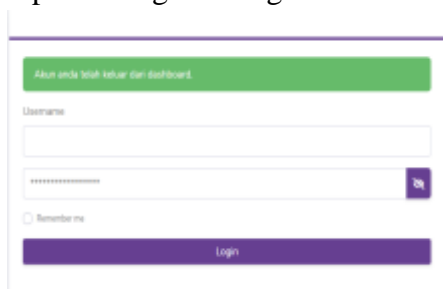 Akun anda telah keluar dari dashboard.
Username
*****************
Remember me
Login